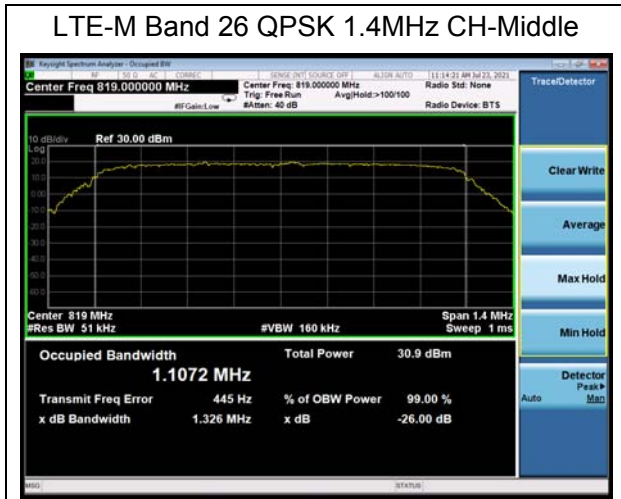 LTE-M Band 26 QPSK 1.4MHz CH-Middle
Keysight Spectrum Analyzer - Occupied BW
RF 50 Ω AC CORREC SENSE:INT SOURCE OFF ALIGN AUTO 11:14:21 AM Jul 23, 2021
Center Freq 819.000000 MHz Center Freq: 819.000000 MHz Radio Std: None
Trig: Free Run Avg|Hold:>100/100
#IFGain:Low #Atten: 40 dB Radio Device: BTS
Trace/Detector
10 dB/div Ref 30.00 dBm
Log
20.0
10.0
0.00
-10.0
-20.0
-30.0
-40.0
-50.0
-60.0
Clear Write
Average
Max Hold
Min Hold
Detector
Peak▶
Auto Man
Center 819 MHz Span 1.4 MHz
#Res BW 51 kHz #VBW 160 kHz Sweep 1 ms
Occupied Bandwidth Total Power 30.9 dBm
1.1072 MHz
Transmit Freq Error 445 Hz % of OBW Power 99.00 %
x dB Bandwidth 1.326 MHz x dB -26.00 dB
MSG STATUS